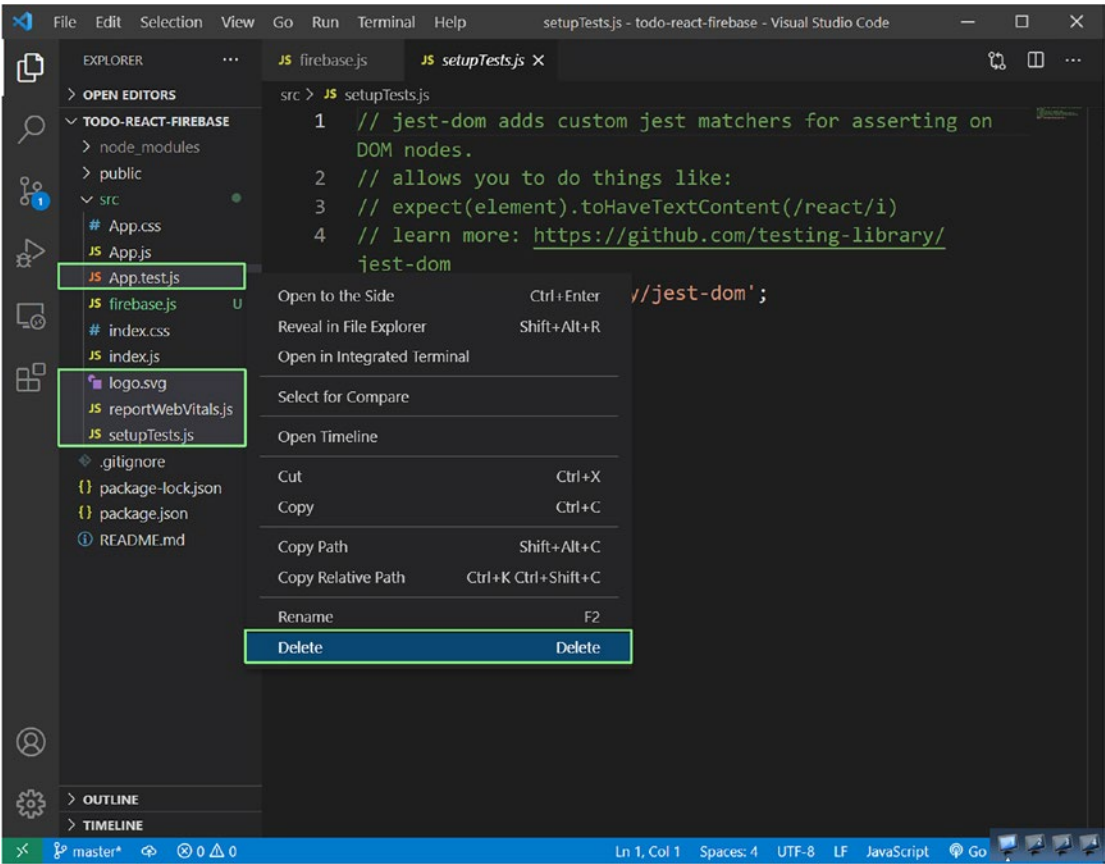 File Edit Selection View Go Run Terminal Help setupTests.js - todo-react-firebase - Visual Studio Code
EXPLORER
OPEN EDITORS
TODO-REACT-FIREBASE
node_modules
public
src
# App.css
JS App.js
JS App.test.js
JS firebase.js U
# index.css
JS index.js
logo.svg
JS reportWebVitals.js
JS setupTests.js
.gitignore
{} package-lock.json
{} package.json
README.md
OUTLINE
TIMELINE
1
JS firebase.js JS setupTests.js
src > JS setupTests.js
1 // jest-dom adds custom jest matchers for asserting on
DOM nodes.
2 // allows you to do things like:
3 // expect(element).toHaveTextContent(/react/i)
4 // learn more: https://github.com/testing-library/
jest-dom
y/jest-dom';
Open to the Side Ctrl+Enter
Reveal in File Explorer Shift+Alt+R
Open in Integrated Terminal
Select for Compare
Open Timeline
Cut Ctrl+X
Copy Ctrl+C
Copy Path Shift+Alt+C
Copy Relative Path Ctrl+K Ctrl+Shift+C
Rename F2
Delete Delete
master* 0 0 Ln 1, Col 1 Spaces: 4 UTF-8 LF JavaScript Go